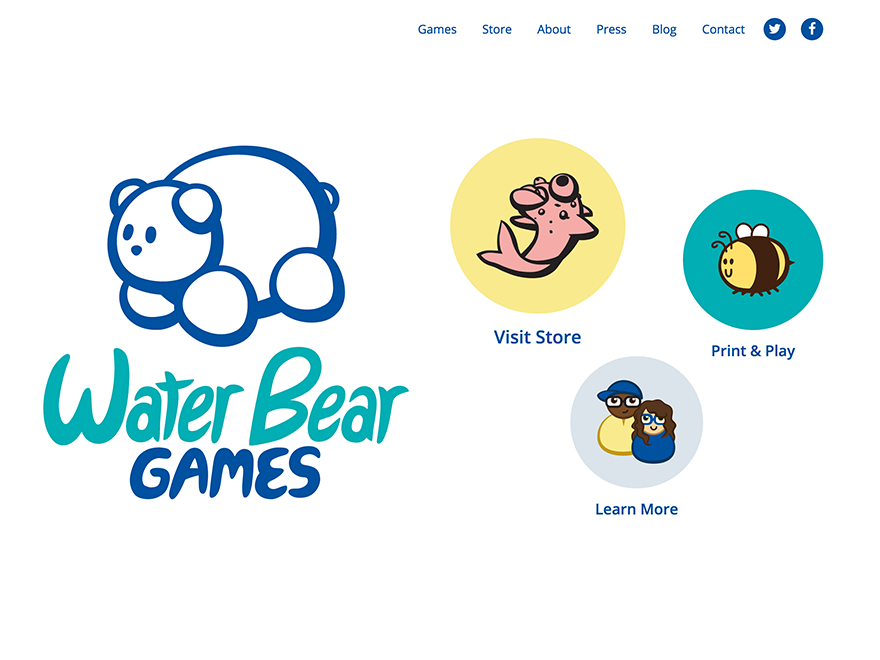 Games Store About Press Blog Contact
Water Bear
GAMES
Visit Store
Print & Play
Learn More